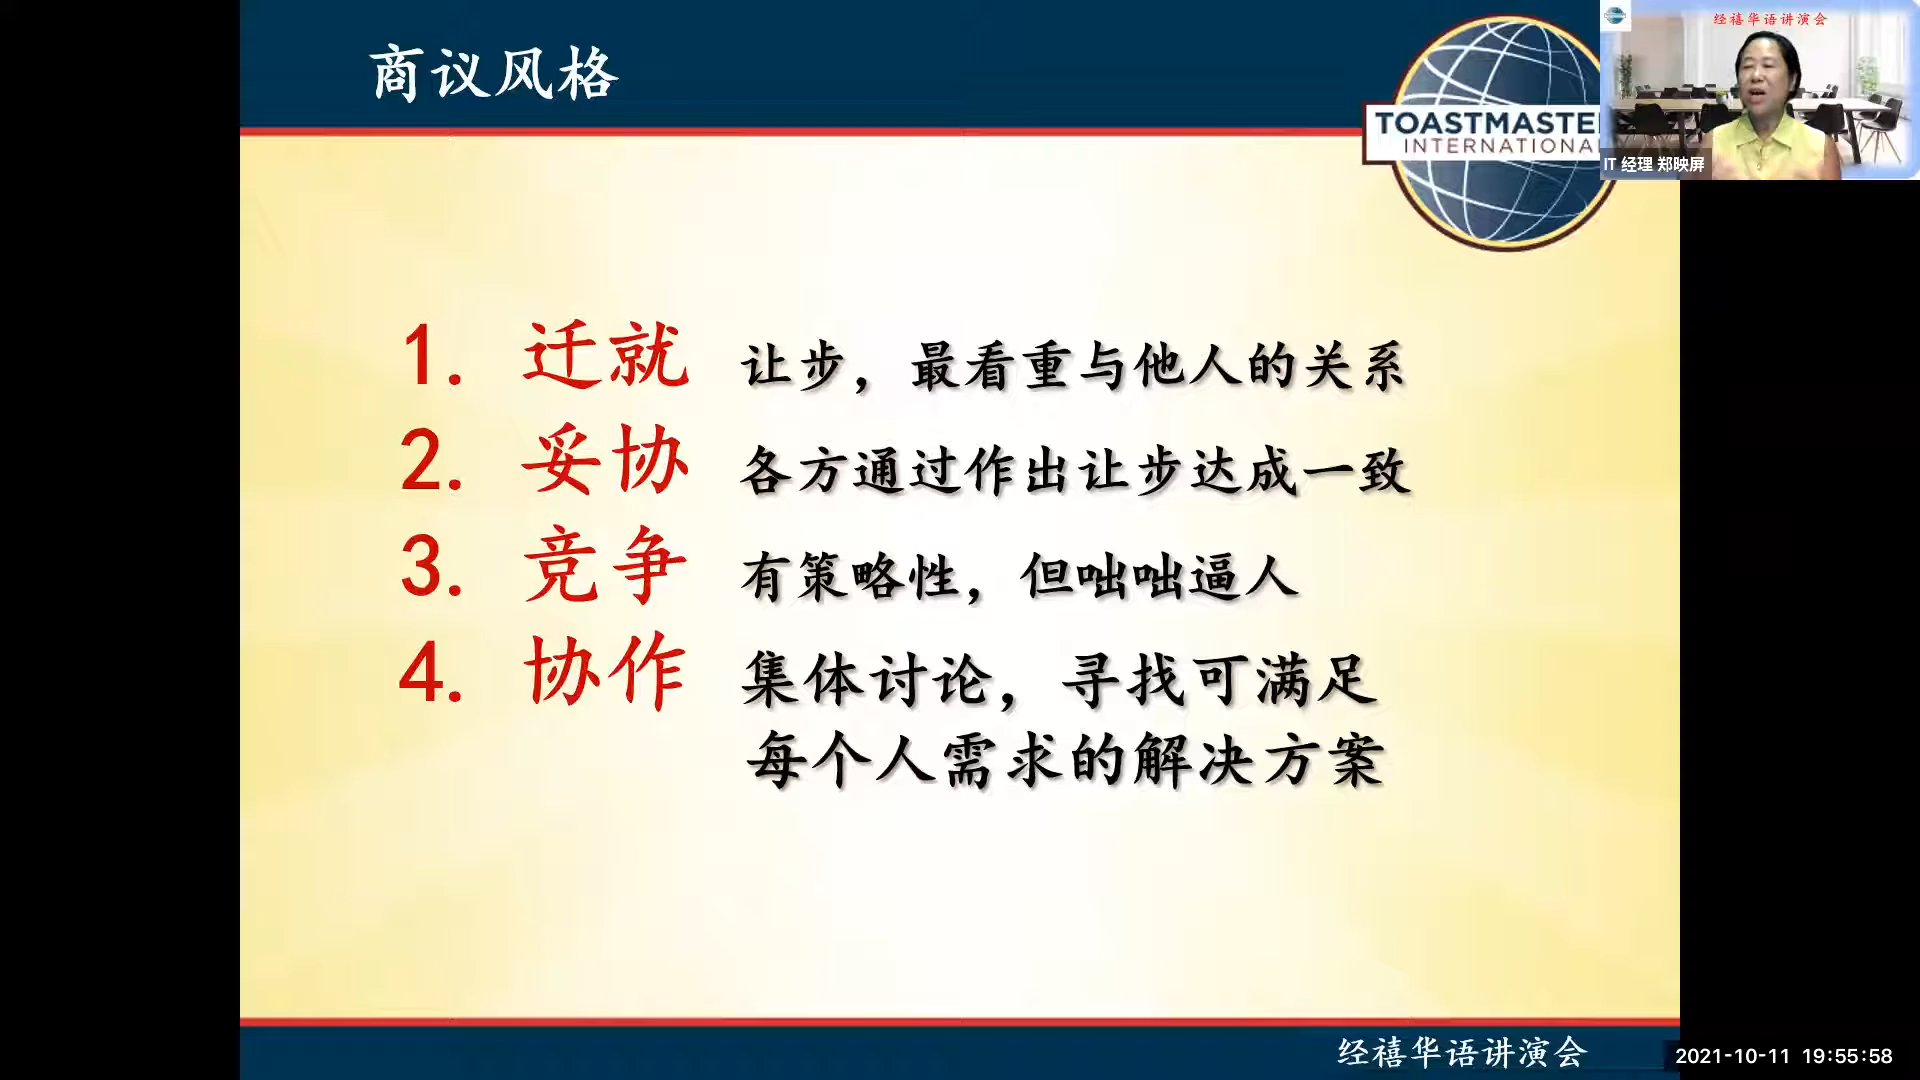 商议风格
TOASTMASTE
INTERNATIONA
经禧华语讲演会
IT 经理 郑映屏
1. 迁就 让步，最看重与他人的关系
2. 妥协 各方通过作出让步达成一致
3. 竞争 有策略性，但咄咄逼人
4. 协作 集体讨论，寻找可满足
每个人需求的解决方案
经禧华语讲演会
2021-10-11 19:55:58